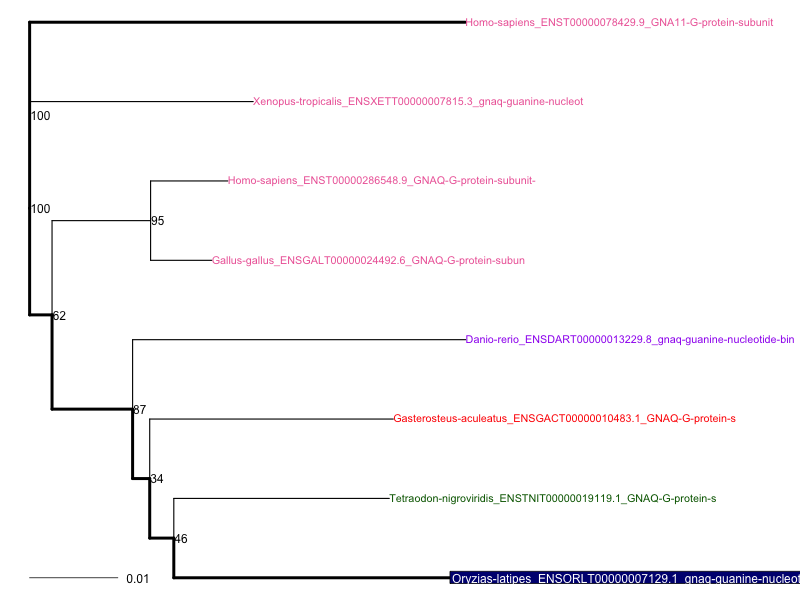 Homo-sapiens_ENST00000078429.9_GNA11-G-protein-subunit
Xenopus-tropicalis_ENSXETT00000007815.3_gnaq-guanine-nucleot
100
Homo-sapiens_ENST00000286548.9_GNAQ-G-protein-subunit-
100
95
Gallus-gallus_ENSGALT00000024492.6_GNAQ-G-protein-subun
62
Danio-rerio_ENSDART00000013229.8_gnaq-guanine-nucleotide-bin
87
Gasterosteus-aculeatus_ENSGACT00000010483.1_GNAQ-G-protein-s
34
Tetraodon-nigroviridis_ENSTNIT00000019119.1_GNAQ-G-protein-s
46
0.01
Oryzias-latipes_ENSORLT00000007129.1_gnaq-guanine-nucleot